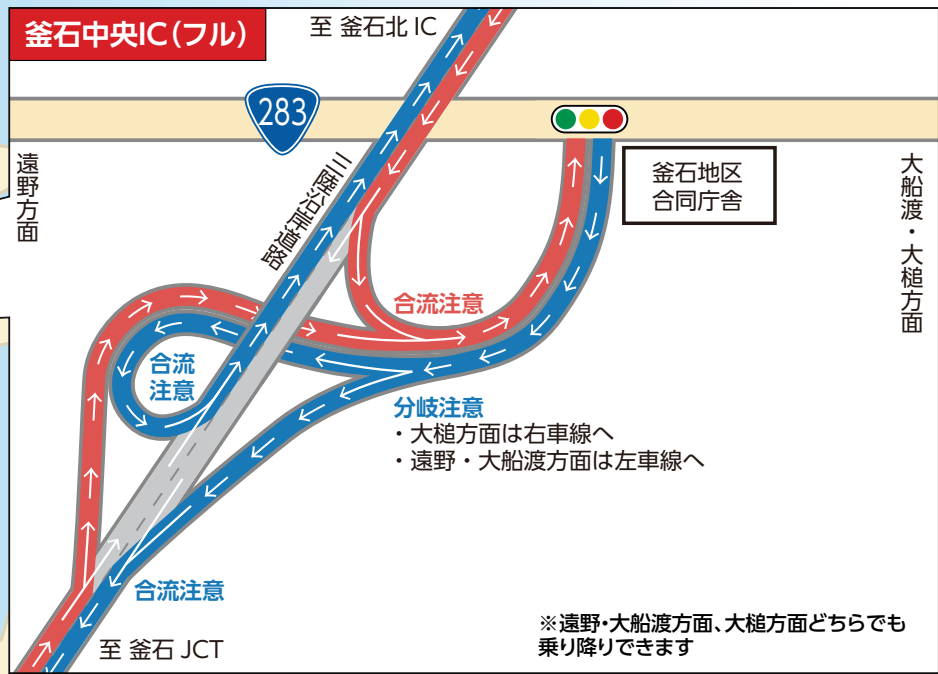 釜石中央IC(フル)
至 釜石北 IC
283
遠野方面
三陸沿岸道路
釜石地区
合同庁舎
大船渡・大槌方面
合流注意
合流
注意
分岐注意
・大槌方面は右車線へ
・遠野・大船渡方面は左車線へ
合流注意
至 釜石 JCT
※遠野・大船渡方面、大槌方面どちらでも
乗り降りできます